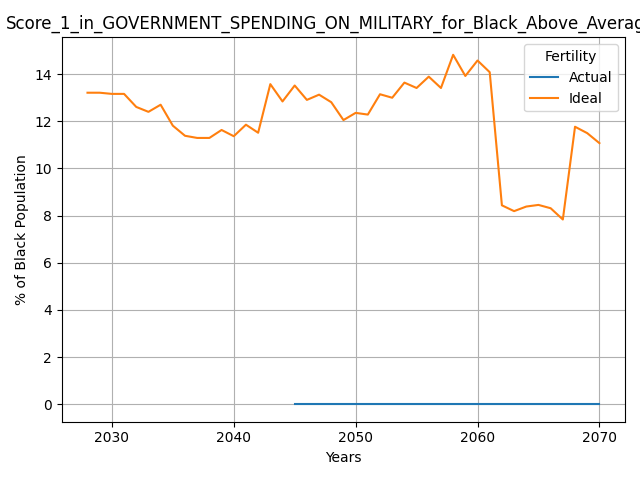 Score_1_in_GOVERNMENT_SPENDING_ON_MILITARY_for_Black_Above_Averag
Fertility
Actual
Ideal
% of Black Population
14
12
10
8
6
4
2
0
2030 2040 2050 2060 2070
Years